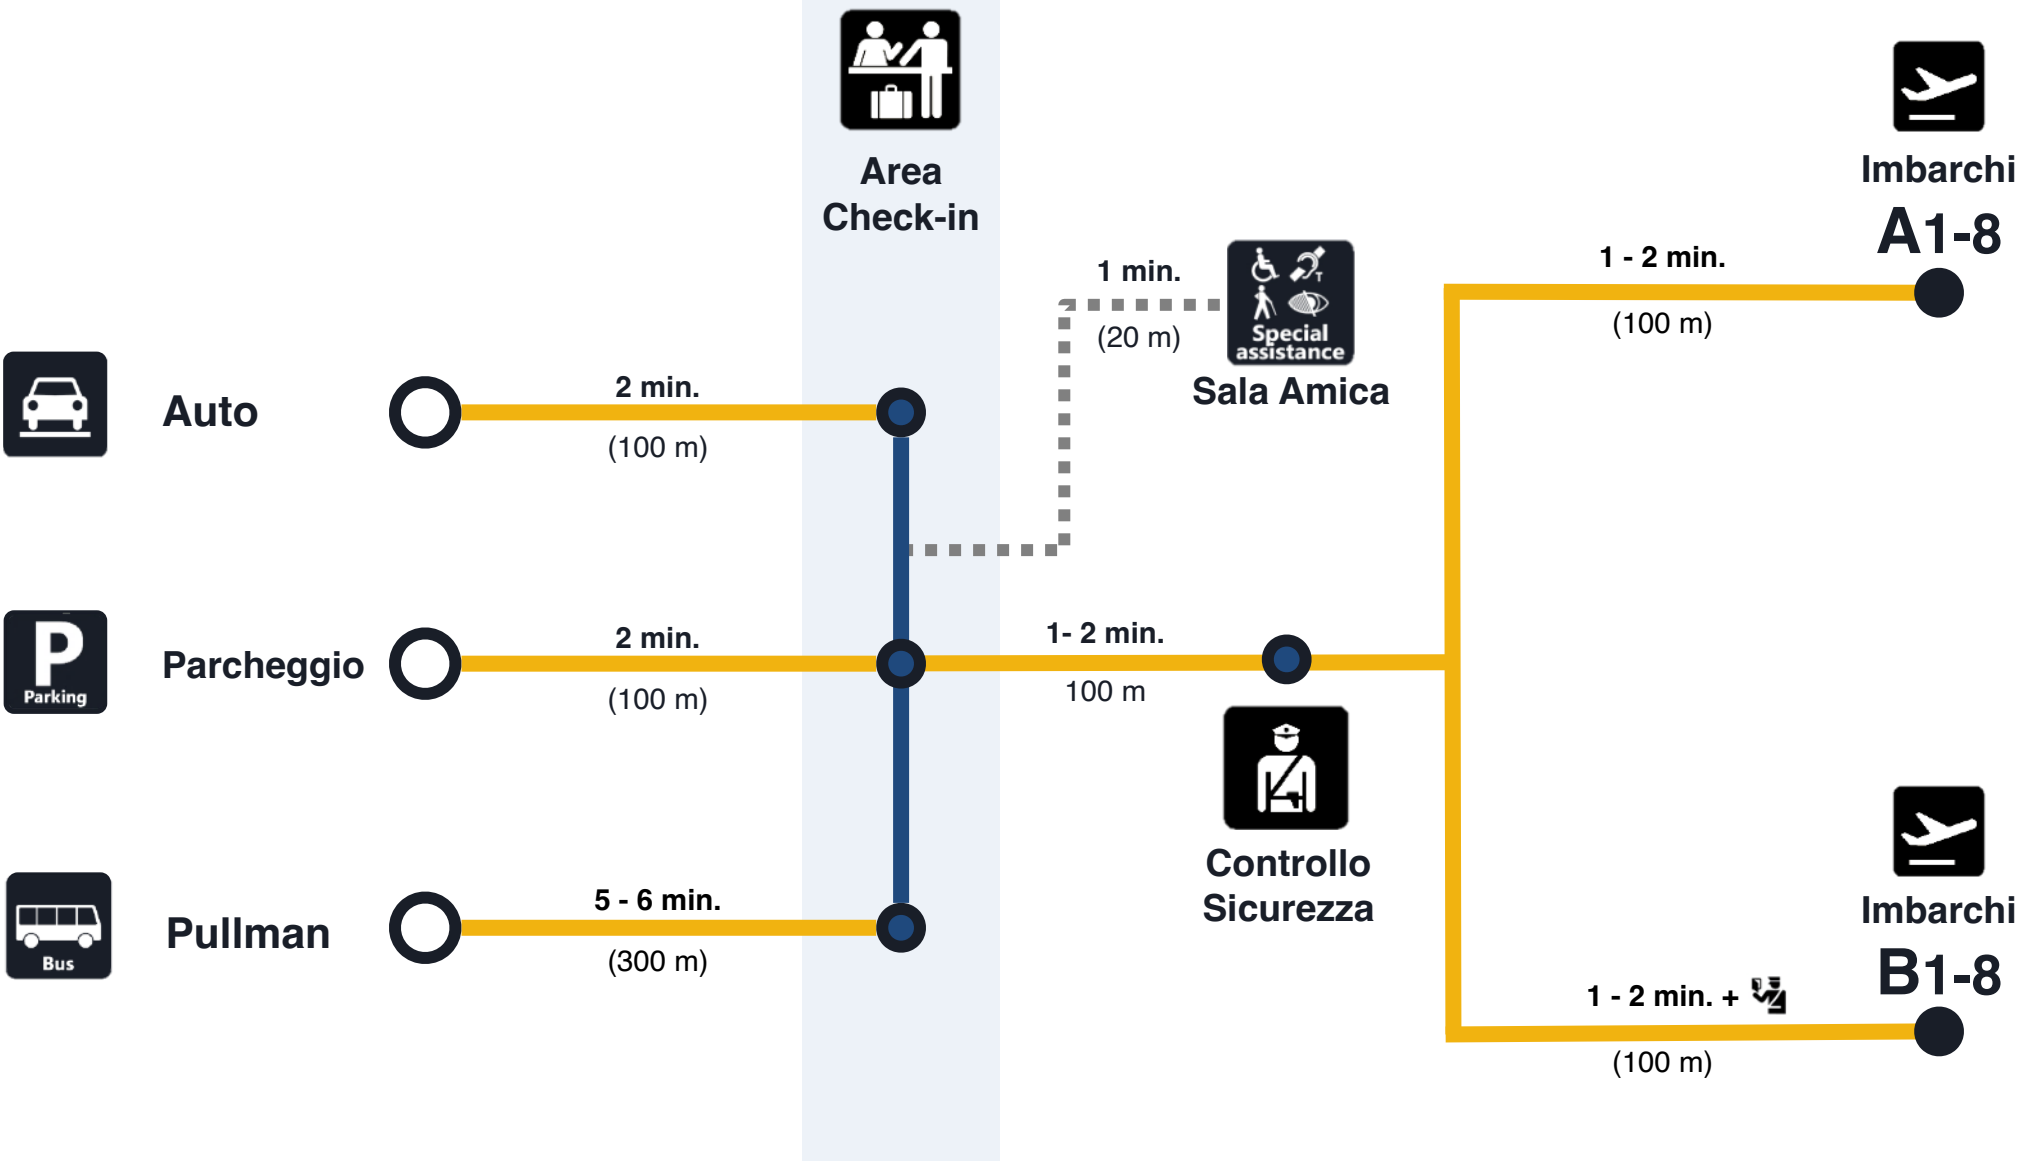 Area
Check-in
Imbarchi
A1-8
1 min.
(20 m)
Special
assistance
Sala Amica
1 - 2 min.
(100 m)
Auto
2 min.
(100 m)
P
Parking
Parcheggio
2 min.
(100 m)
1- 2 min.
100 m
Controllo
Sicurezza
Bus
Pullman
5 - 6 min.
(300 m)
Imbarchi
B1-8
1 - 2 min. +
(100 m)